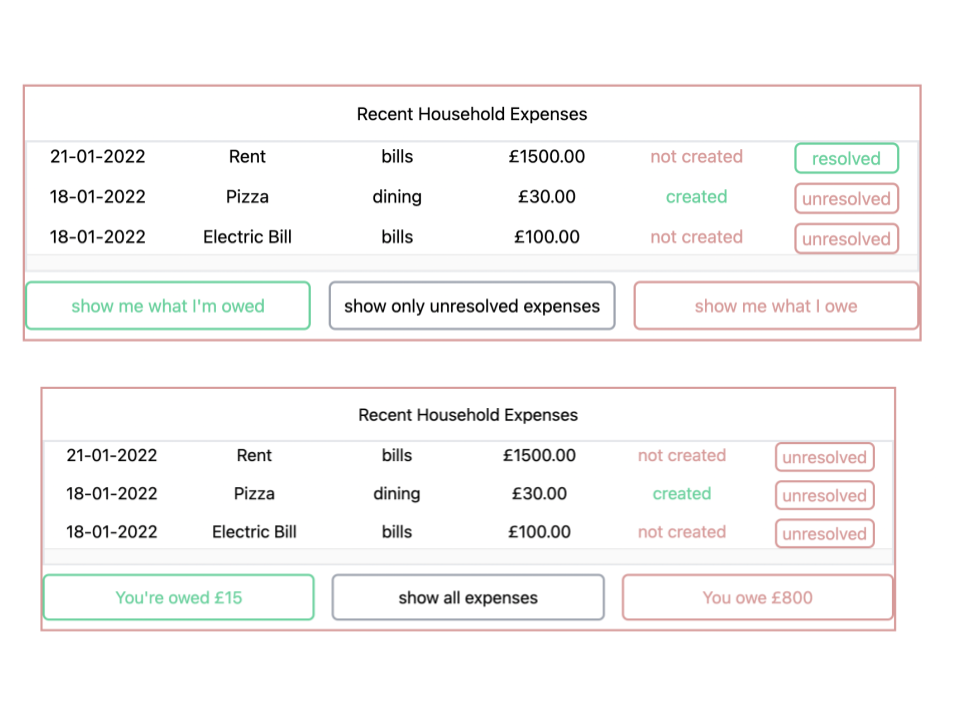 Recent Household Expenses
21-01-2022 Rent bills £1500.00 not created resolved
18-01-2022 Pizza dining £30.00 created unresolved
18-01-2022 Electric Bill bills £100.00 not created unresolved
show me what I'm owed show only unresolved expenses show me what I owe
Recent Household Expenses
21-01-2022 Rent bills £1500.00 not created unresolved
18-01-2022 Pizza dining £30.00 created unresolved
18-01-2022 Electric Bill bills £100.00 not created unresolved
You're owed £15 show all expenses You owe £800